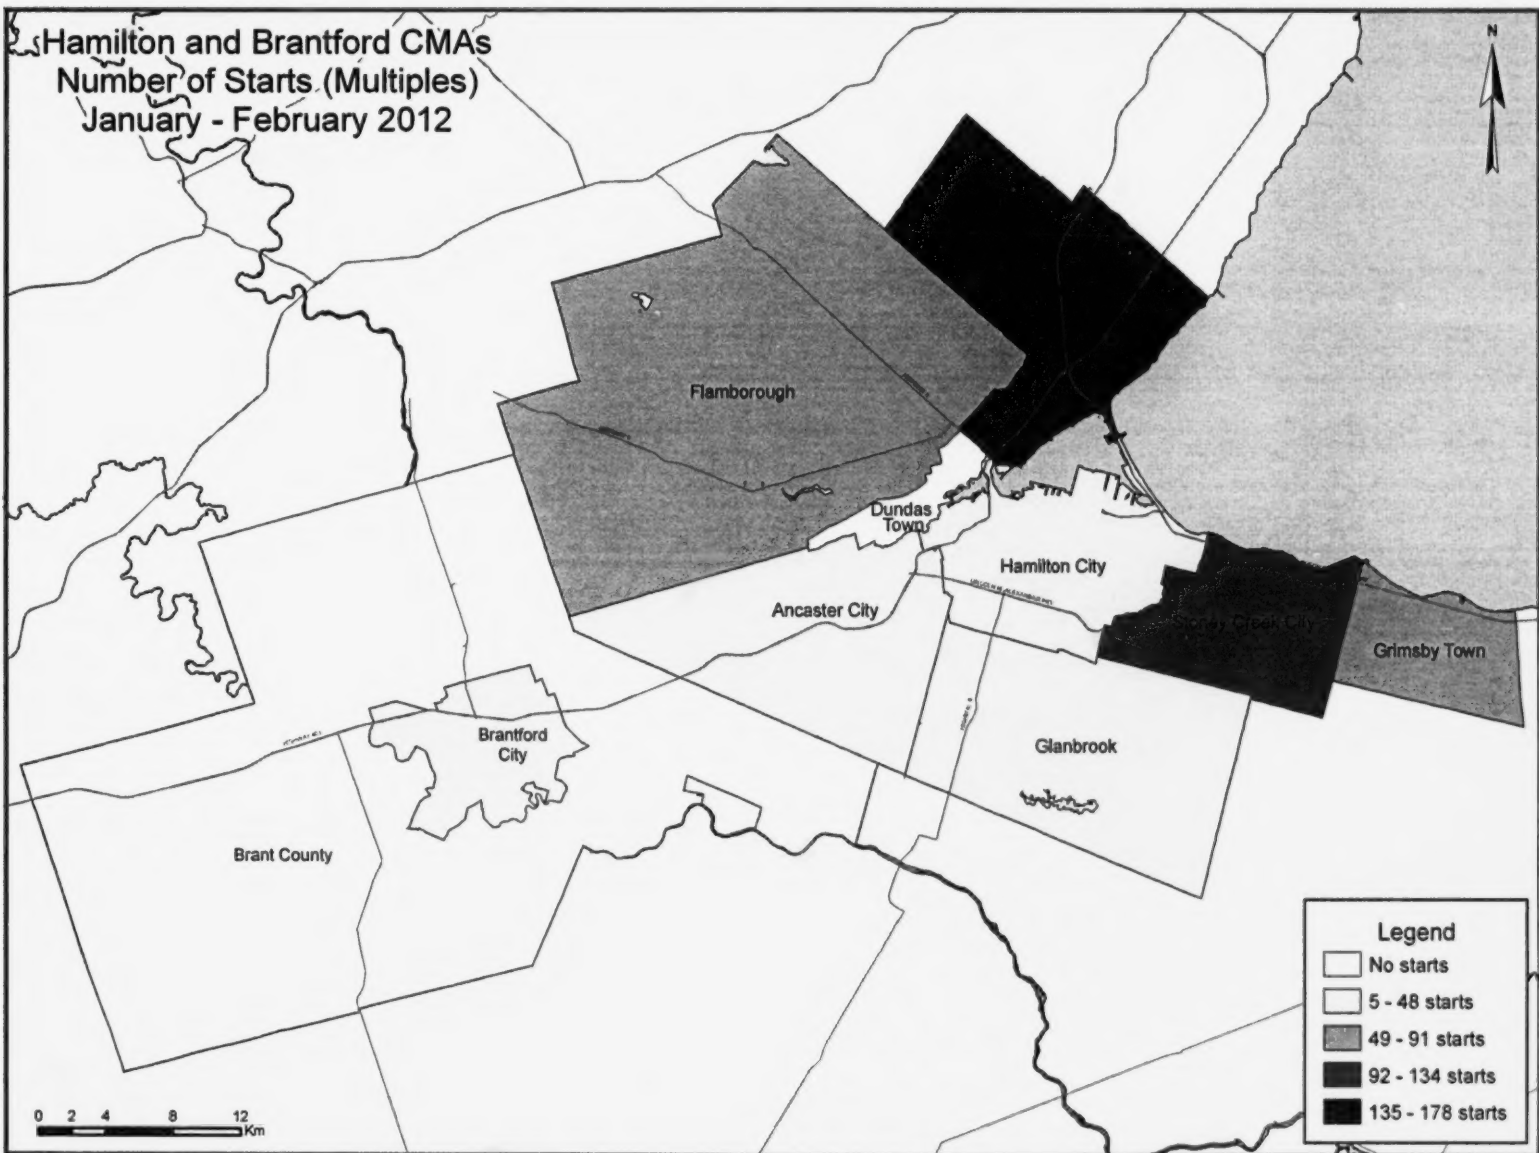 Hamilton and Brantford CMAs
Number of Starts (Multiples)
January - February 2012
N
Flamborough
Dundas
Town
Hamilton City
Ancaster City
Stoney Creek City
Grimsby Town
Brantford
City
Glanbrook
Brant County
Legend
No starts
5 - 48 starts
49 - 91 starts
92 - 134 starts
135 - 178 starts
0 2 4 8 12
Km